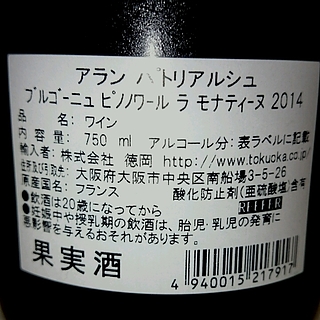 アラン パトリアルシュ
ブルゴーニュ ピノノワール ラ モナティーヌ 2014
品　　　名: ワイン
内 容 量: 750 ml アルコール分: 表ラベルに記載
輸入者: 株式会社 徳岡 http://www.tokuoka.co.jp
住所及び引取先: 大阪府大阪市中央区南船場3-5-26
原産国名: フランス 酸化防止剤(亜硫酸塩)含有
●飲酒は20歳になってから REEFER
●妊娠中や授乳期の飲酒は、胎児・乳児の発育に
悪影響を与えるおそれがあります。
果実酒
4 940015 217917